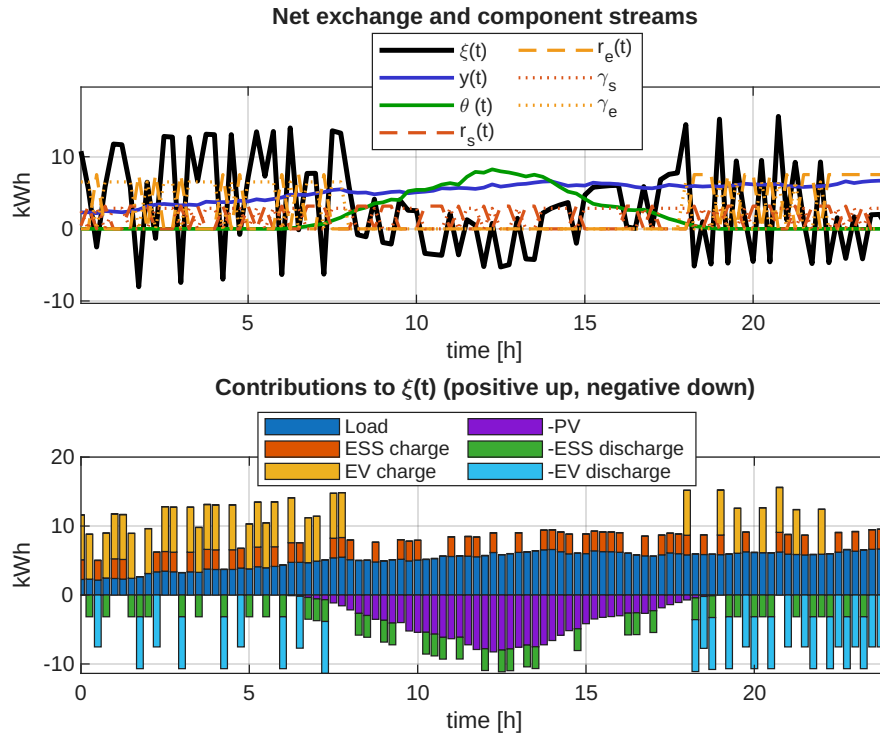 Net exchange and component streams
ξ(t)
y(t)
θ (t)
r_s(t)
r_e(t)
γ_s
γ_e
kWh
10
0
-10
5
10
15
20
time [h]
Contributions to ξ(t) (positive up, negative down)
Load
ESS charge
EV charge
-PV
-ESS discharge
-EV discharge
kWh
20
10
0
-10
0
5
10
15
20
time [h]